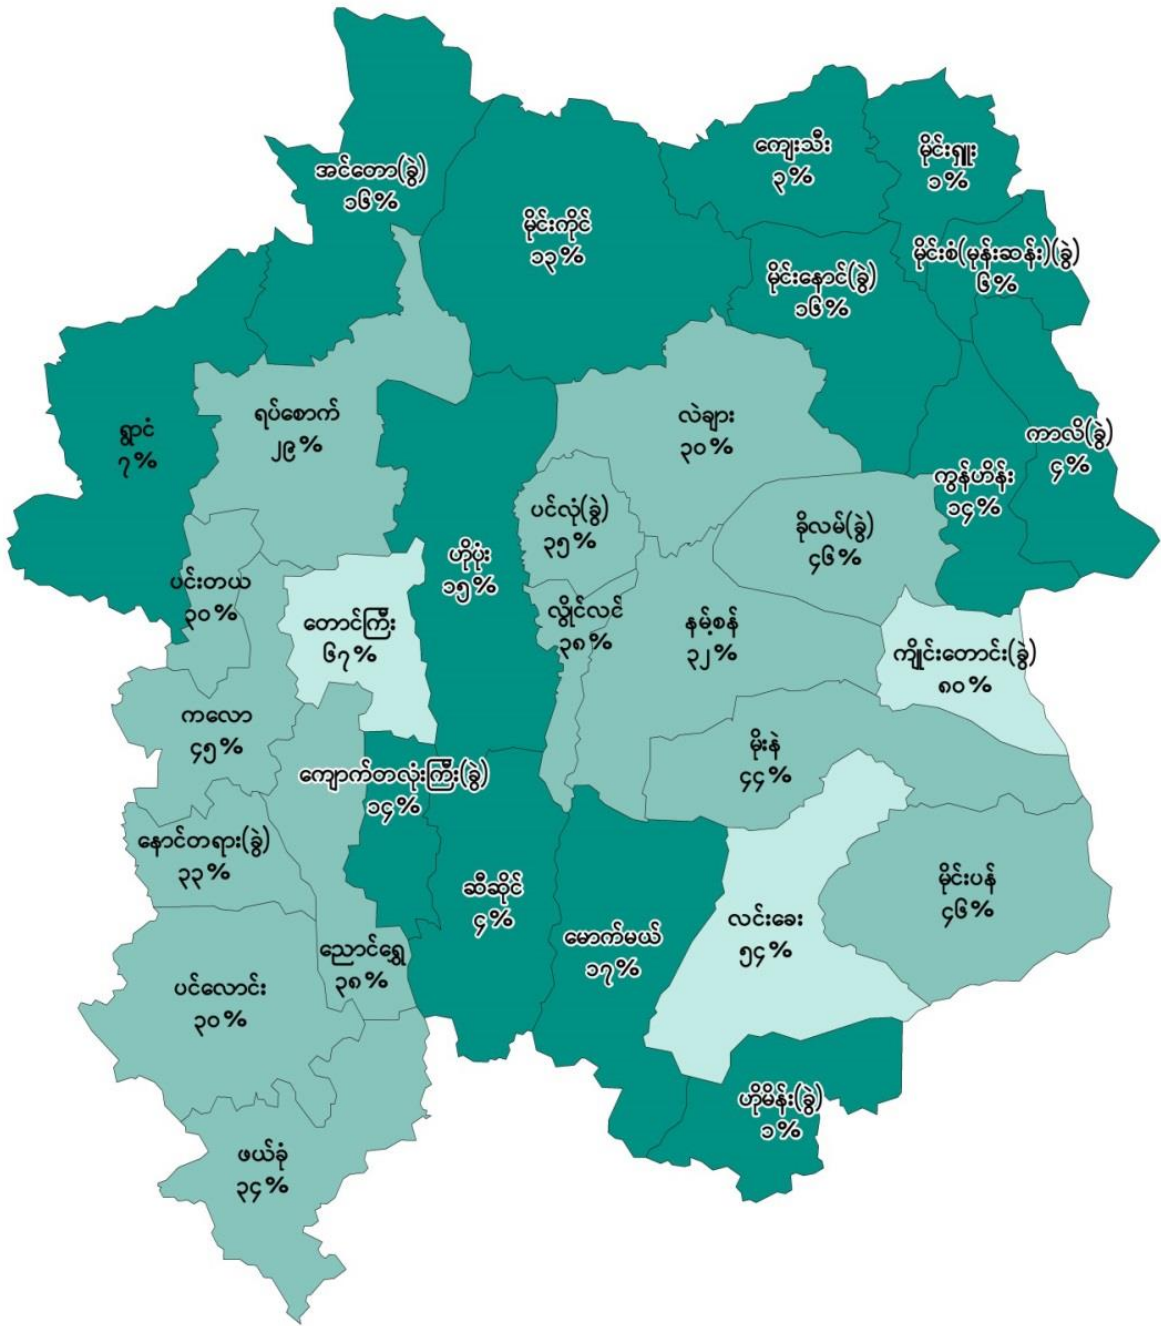 ကျေးသီး
၃%
မိုင်းရှူး
၁%
အင်တော(ခွဲ)
၁၆%
မိုင်းကိုင်
၁၃%
မိုင်းစံ(မုန်းဆန်း)(ခွဲ)
၆%
မိုင်းနောင်(ခွဲ)
၁၆%
ရွာငံ
၇%
ရပ်စောက်
၂၉%
လဲချား
၃၀%
ကာလိ(ခွဲ)
၄%
ကွန်ဟိန်း
၁၄%
ပင်လုံ(ခွဲ)
၃၅%
ခိုလမ်(ခွဲ)
၄၆%
ဟိုပုံး
၁၅%
ပင်းတယ
၃၀%
လွိုင်လင်
၃၈%
တောင်ကြီး
၆၇%
နမ့်စန်
၃၂%
ကျိုင်းတောင်း(ခွဲ)
၈၀%
ကလော
၄၅%
မိုးနဲ
၄၄%
ကျောက်တလုံးကြီး(ခွဲ)
၁၄%
နောင်တရား(ခွဲ)
၃၃%
ဆီဆိုင်
၄%
မိုင်းပန်
၄၆%
လင်းခေး
၅၄%
မောက်မယ်
၁၇%
ညောင်ရွှေ
၃၈%
ပင်လောင်း
၃၀%
ဟိုမိန်း(ခွဲ)
၁%
ဖယ်ခုံ
၃၄%